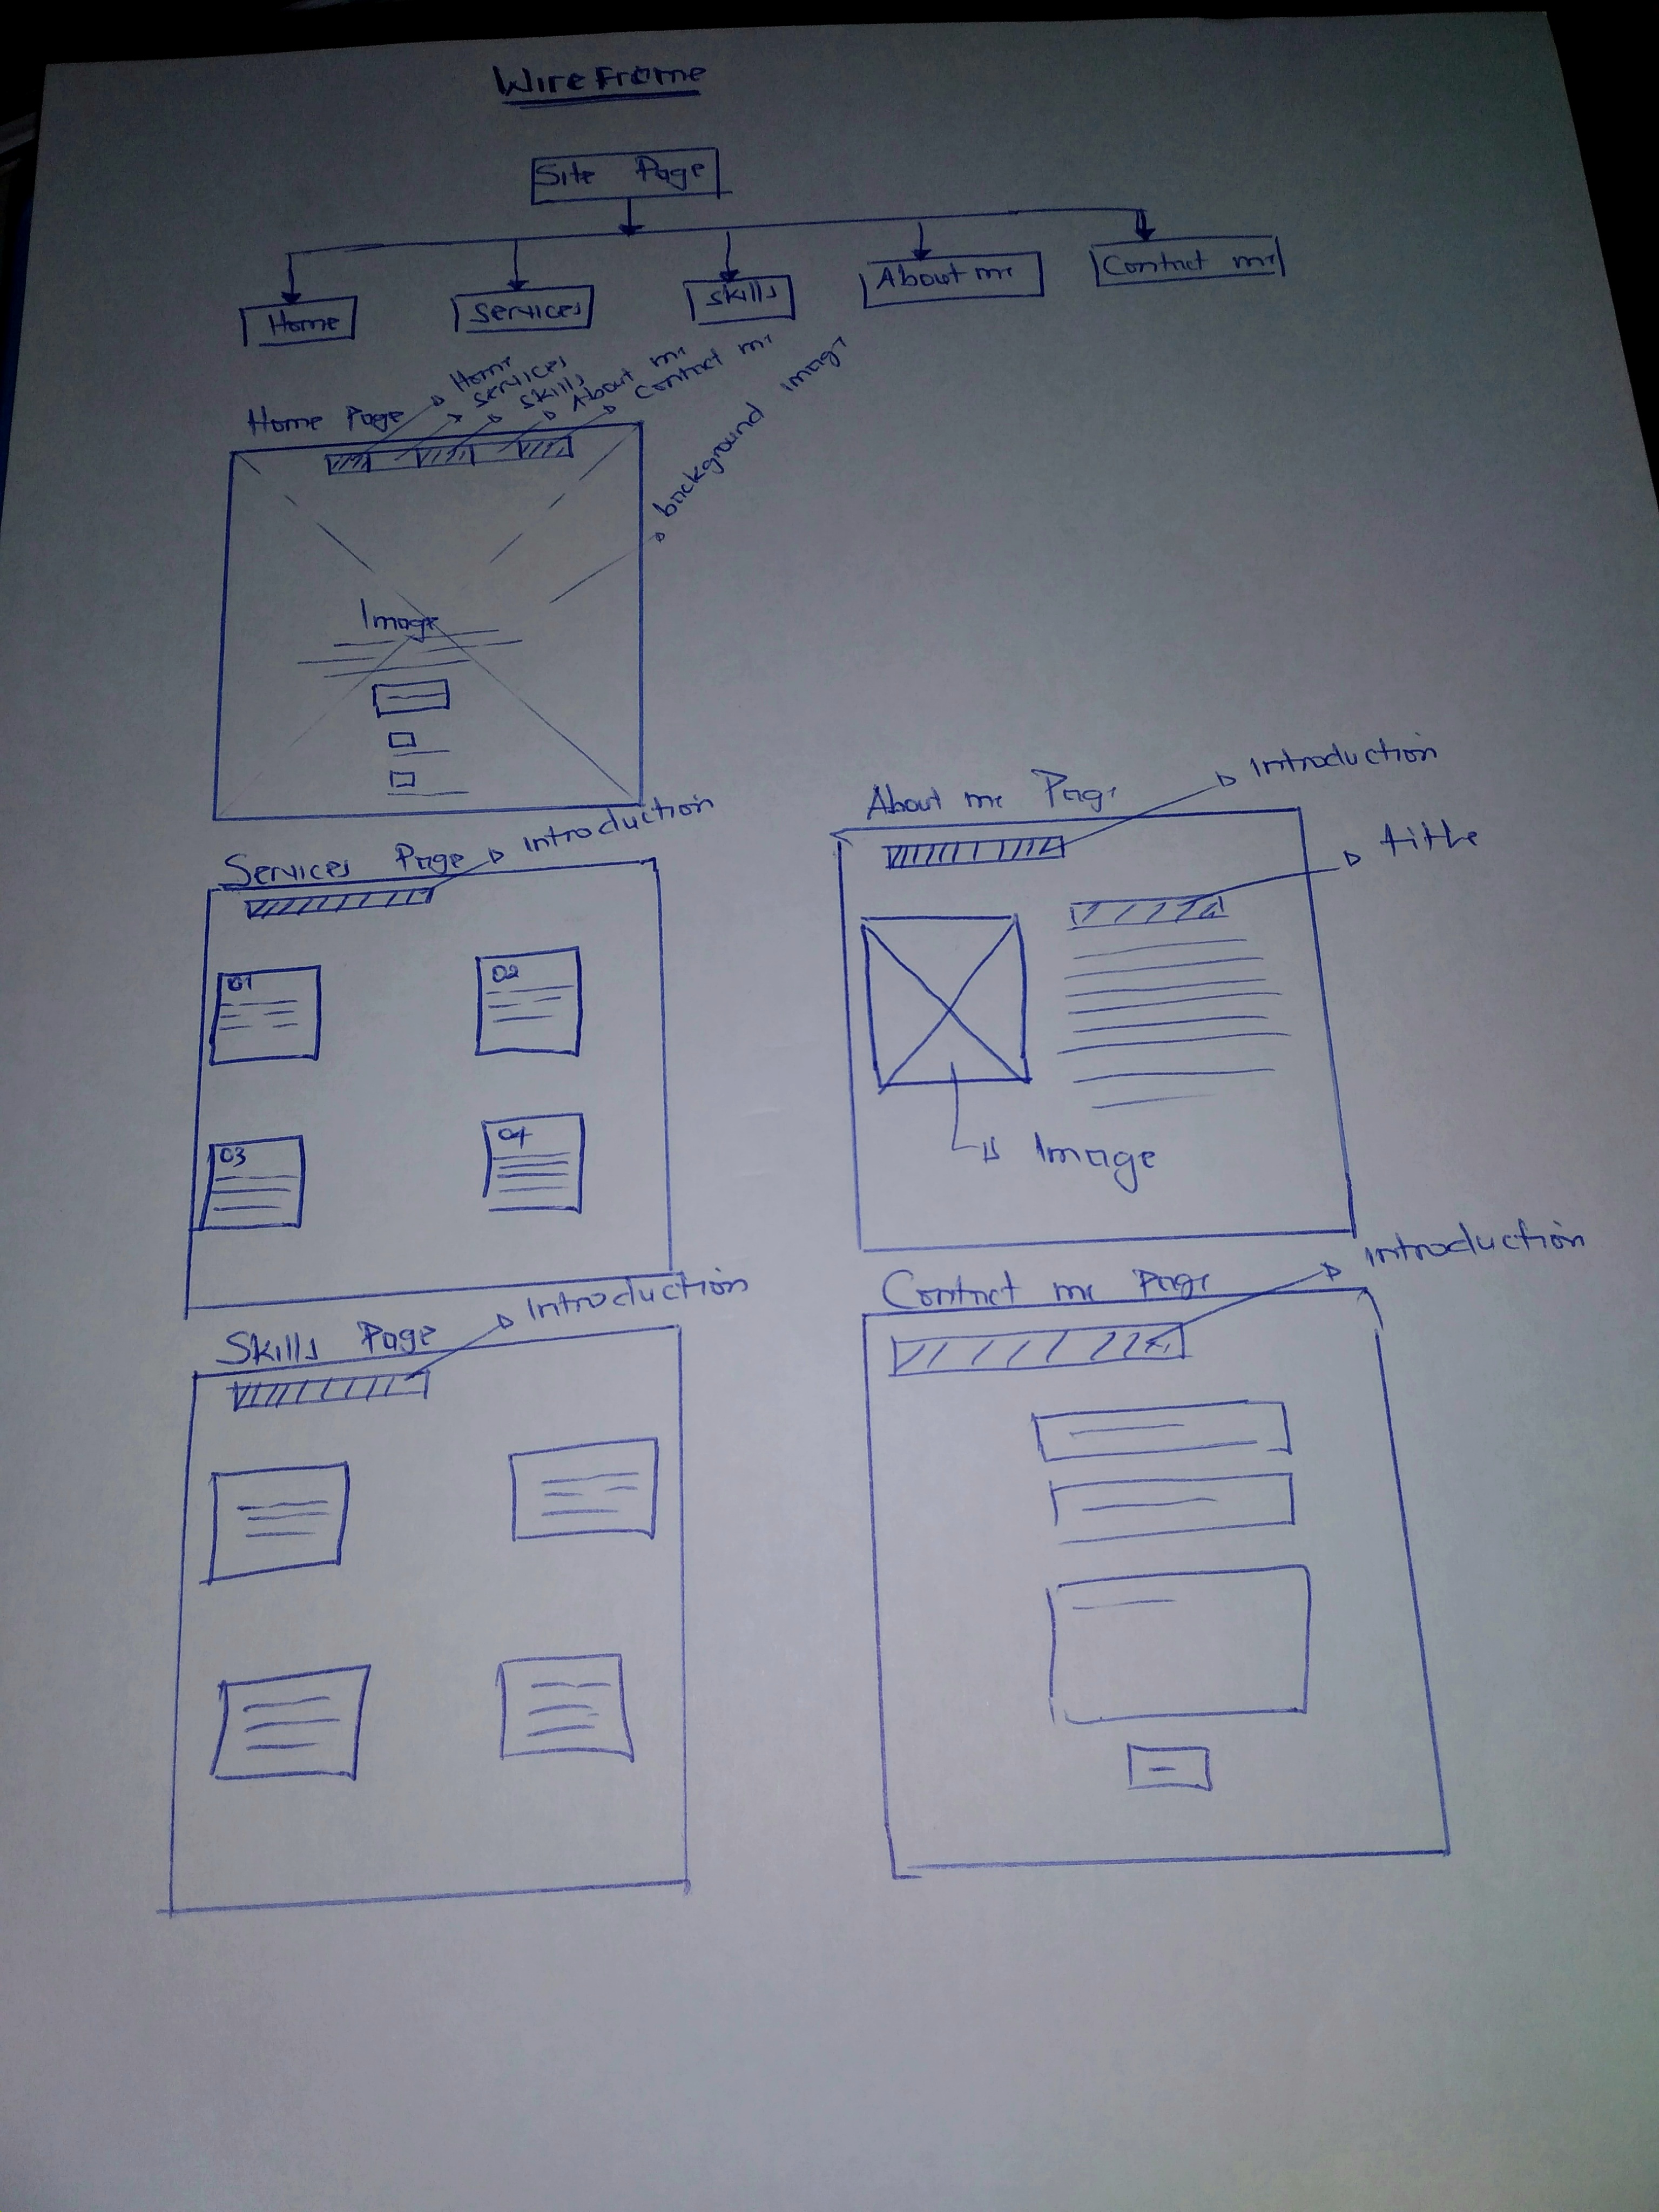 Wireframe
Site Page
Home
Services
Skills
About me
Contact me
Home Page
Home
Services
Skills
About me
Contact me
background image
Image
Services Page
Introduction
01
02
03
04
About me Page
Introduction
title
Image
Skills Page
Introduction
Contact me Page
Introduction